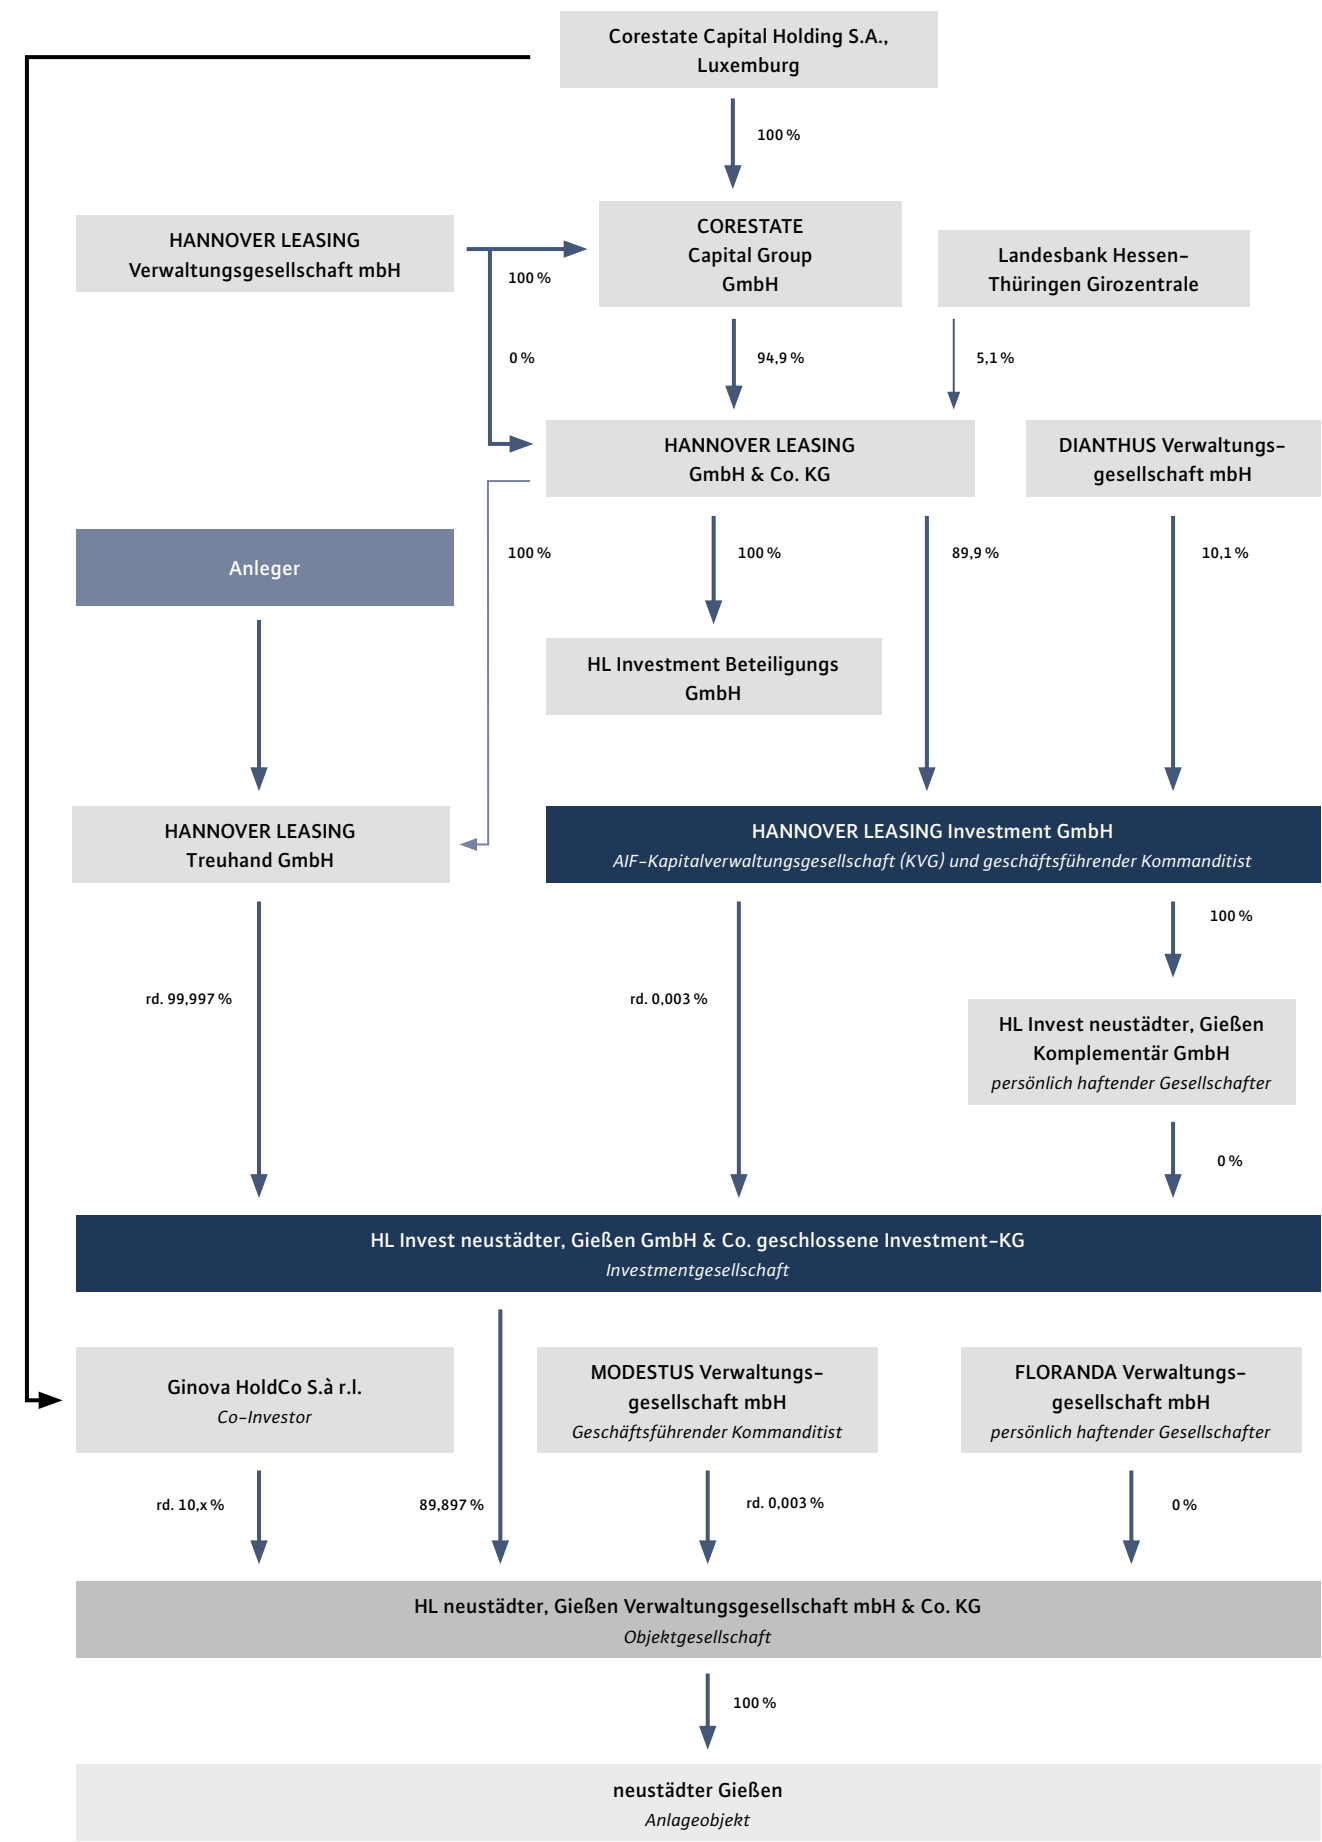 Corestate Capital Holding S.A.,
Luxemburg
100 %
HANNOVER LEASING
Verwaltungsgesellschaft mbH
CORESTATE
Capital Group
GmbH
Landesbank Hessen-
Thüringen Girozentrale
100 %
0 %
94,9 %
5,1 %
HANNOVER LEASING
GmbH & Co. KG
DIANTHUS Verwaltungs-
gesellschaft mbH
Anleger
100 %
100 %
89,9 %
10,1 %
HL Investment Beteiligungs
GmbH
HANNOVER LEASING
Treuhand GmbH
HANNOVER LEASING Investment GmbH
AIF-Kapitalverwaltungsgesellschaft (KVG) und geschäftsführender Kommanditist
100 %
rd. 99,997 %
rd. 0,003 %
HL Invest neustädter, Gießen
Komplementär GmbH
persönlich haftender Gesellschafter
0 %
HL Invest neustädter, Gießen GmbH & Co. geschlossene Investment-KG
Investmentgesellschaft
Ginova HoldCo S.à r.l.
Co-Investor
MODESTUS Verwaltungs-
gesellschaft mbH
Geschäftsführender Kommanditist
FLORANDA Verwaltungs-
gesellschaft mbH
persönlich haftender Gesellschafter
rd. 10,x %
89,897 %
rd. 0,003 %
0 %
HL neustädter, Gießen Verwaltungsgesellschaft mbH & Co. KG
Objektgesellschaft
100 %
neustädter Gießen
Anlageobjekt